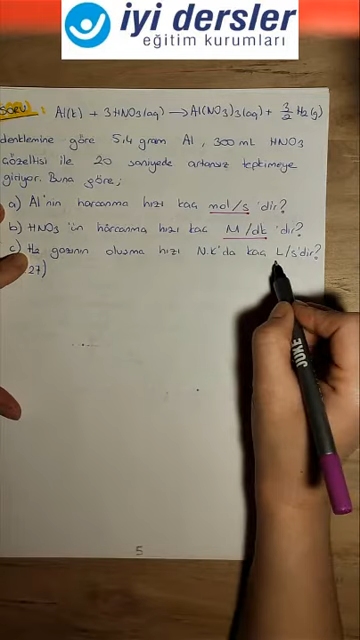 iyi dersler
eğitim kurumları
SORU : Al(k) + 3HNO3(aq) → Al(NO3)3(aq) + 3/2 H2(g)
denklemine göre 5,4 gram Al, 300 mL HNO3
çözeltisi ile 20 saniyede artansız tepkimeye
giriyor. Buna göre;
a) Al'nin harcanma hızı kaç mol/s 'dir?
b) HNO3 'ün harcanma hızı kaç M/dk 'dır?
c) H2 gazının oluşma hızı N.K'da kaç L/s'dir?
27)
5
JUKE